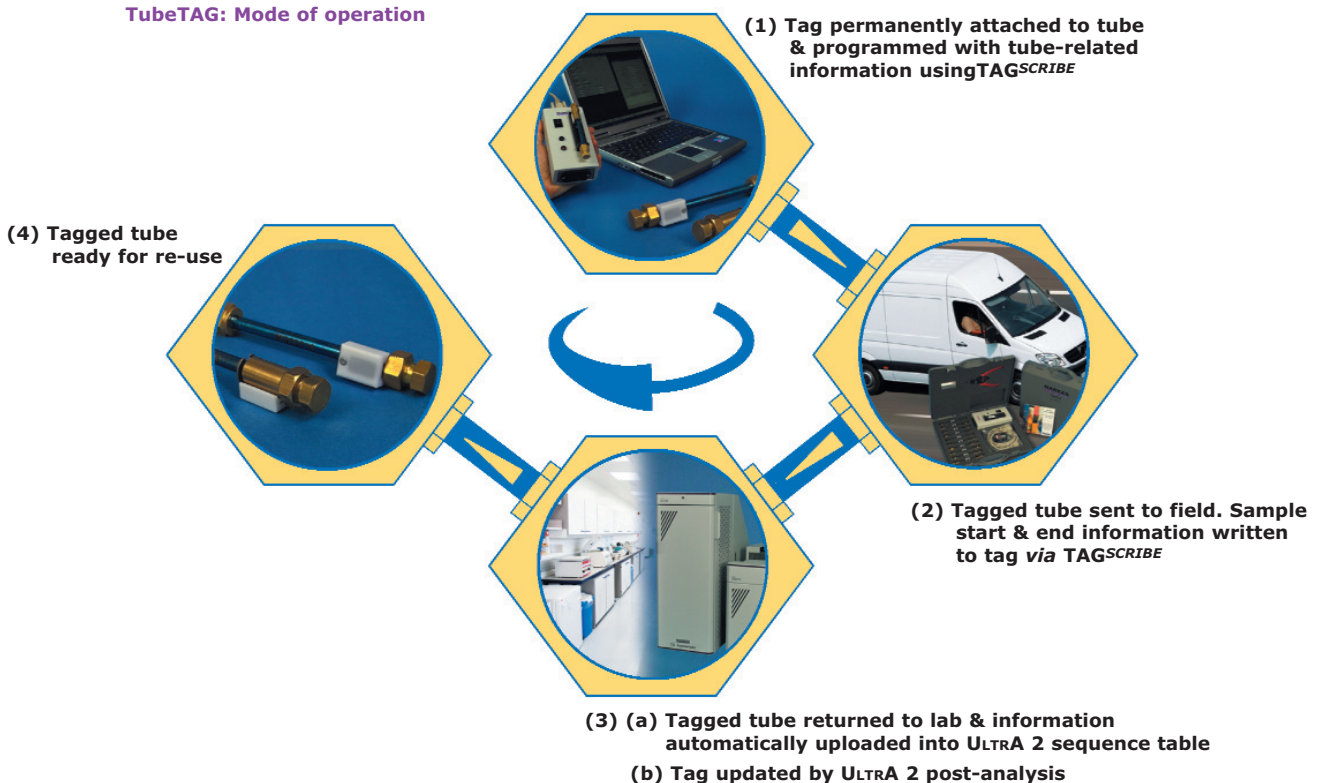 TubeTAG: Mode of operation
(1) Tag permanently attached to tube
& programmed with tube-related
information usingTAGSCRIBE
(4) Tagged tube
ready for re-use
(2) Tagged tube sent to field. Sample
start & end information written
to tag via TAGSCRIBE
(3) (a) Tagged tube returned to lab & information
automatically uploaded into ULTRA 2 sequence table
(b) Tag updated by ULTRA 2 post-analysis